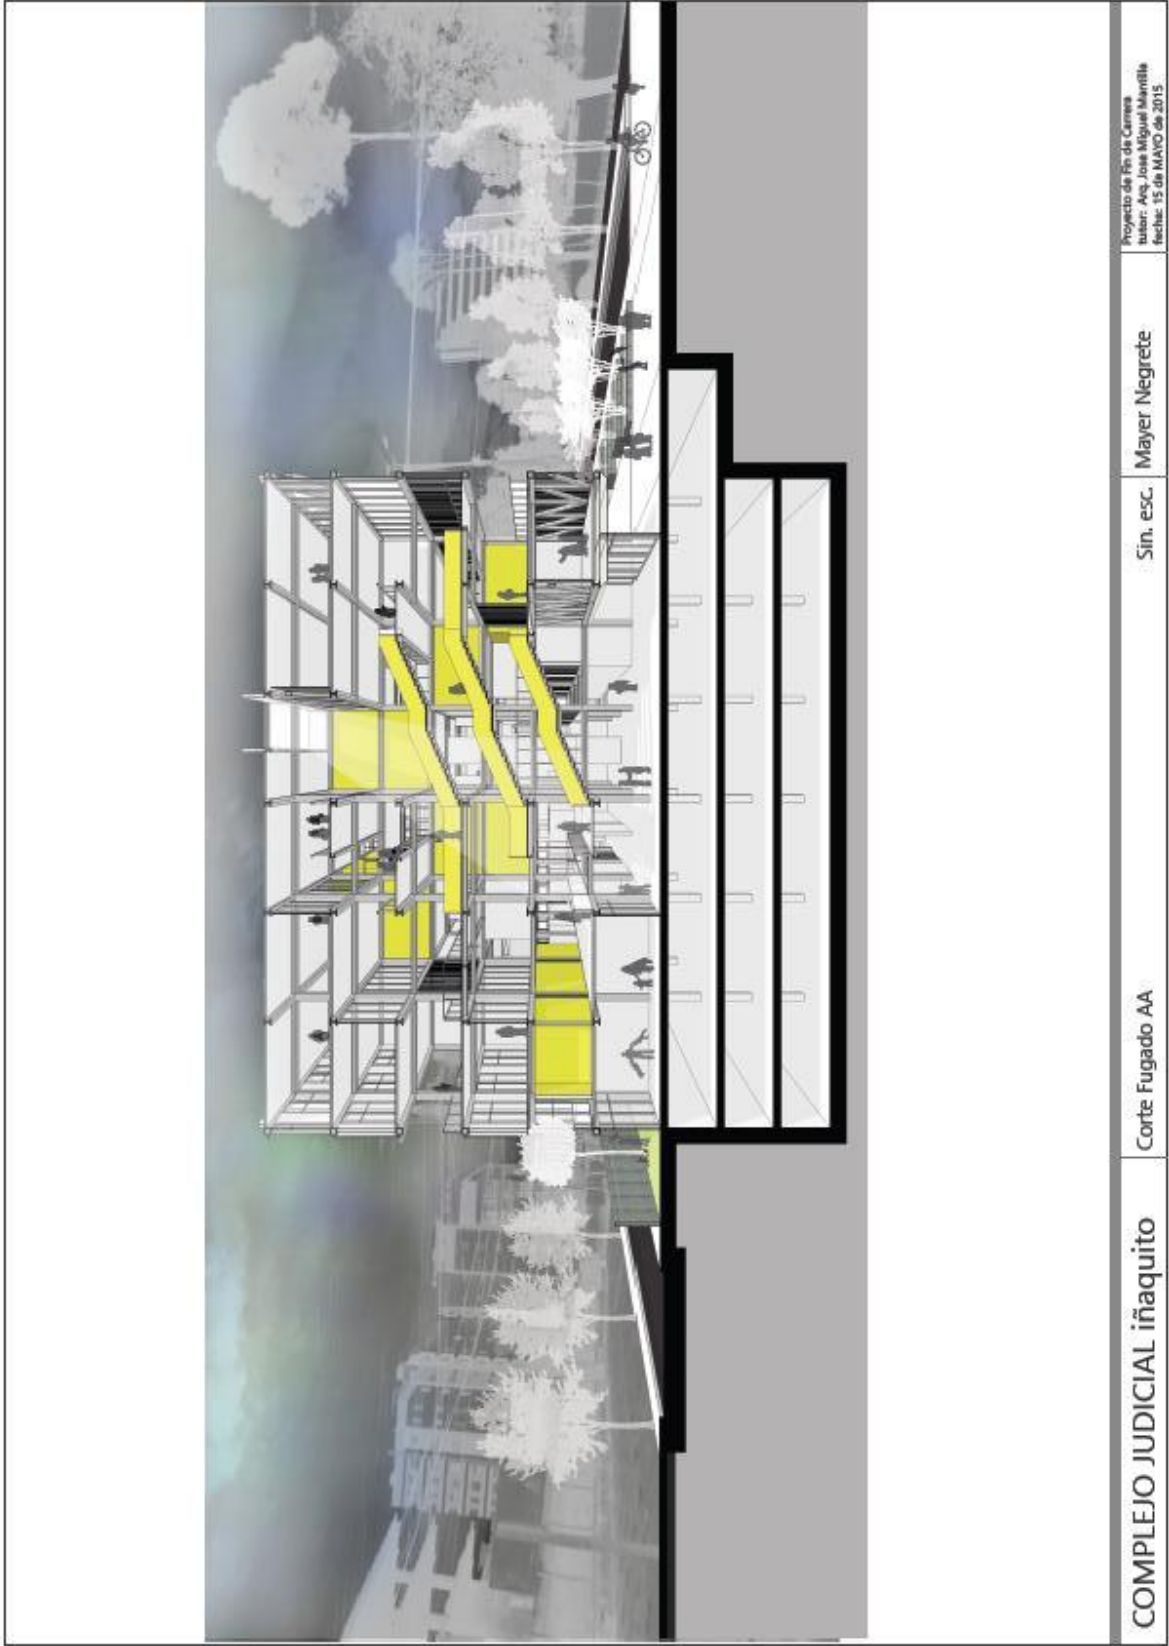 COMPLEJO JUDICIAL iñaquito
Corte Fugado AA
Sin. esc.
Mayer Negrete
Proyecto de Fin de Carrera
tutor: Arq. Jose Miguel Mantilla
fecha: 15 de MAYO de 2015